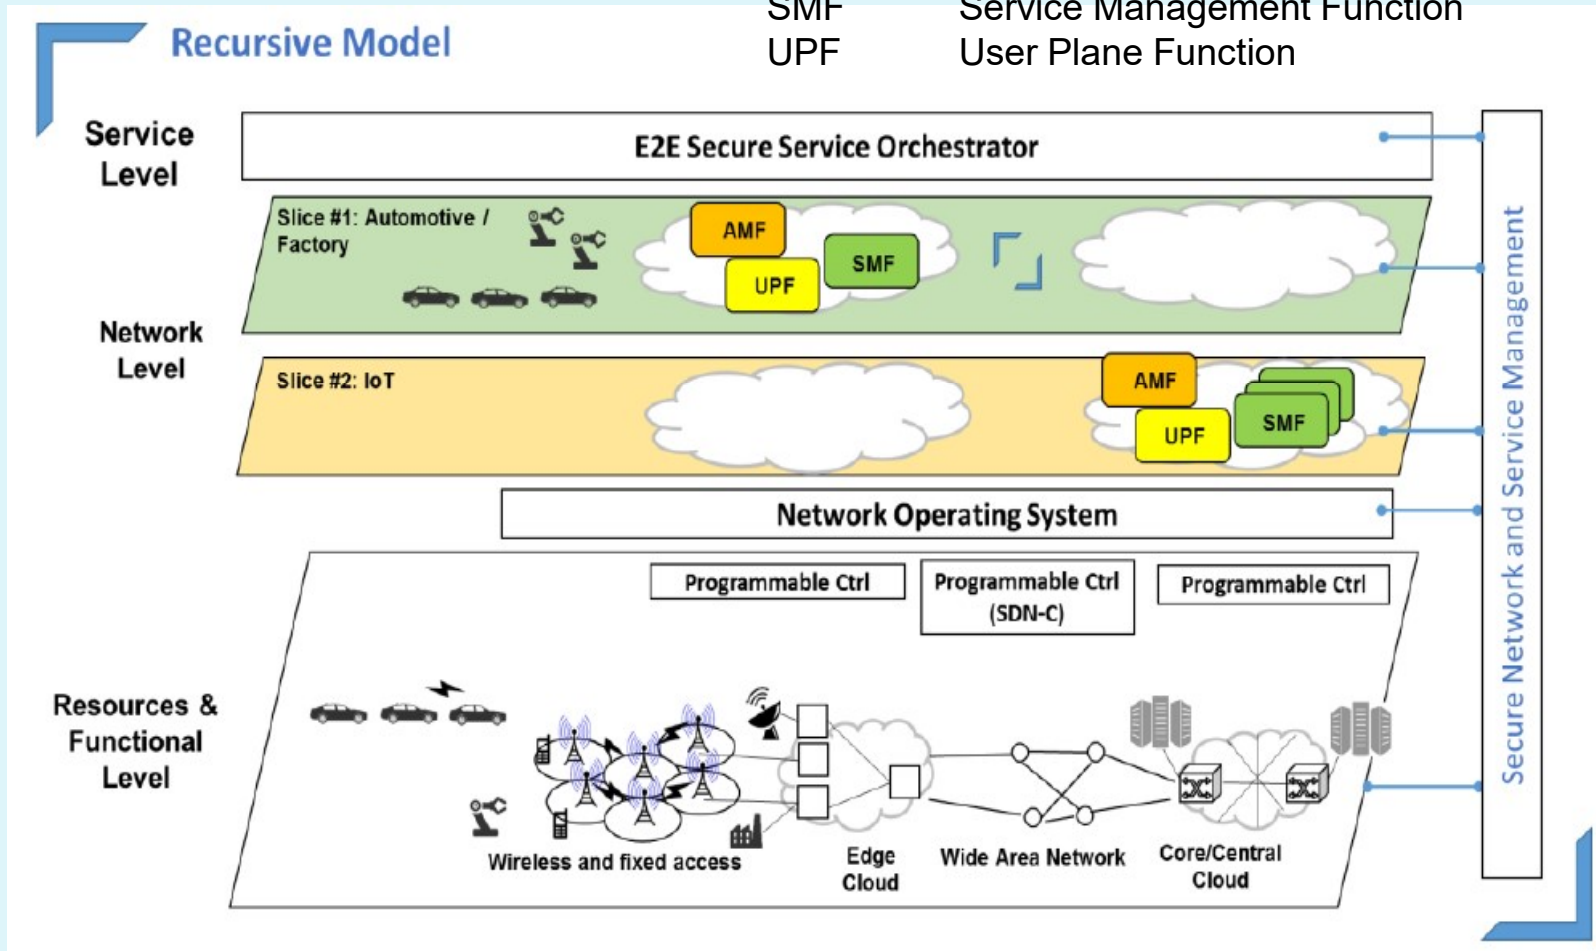 SMF Service Management Function
UPF User Plane Function
Recursive Model
Service
Level
E2E Secure Service Orchestrator
Slice #1: Automotive /
Factory
AMF
UPF
SMF
Network
Level
Slice #2: IoT
AMF
UPF
SMF
Network Operating System
Programmable Ctrl
Programmable Ctrl
(SDN-C)
Programmable Ctrl
Resources &
Functional
Level
Wireless and fixed access
Edge
Cloud
Wide Area Network
Core/Central
Cloud
Secure Network and Service Management